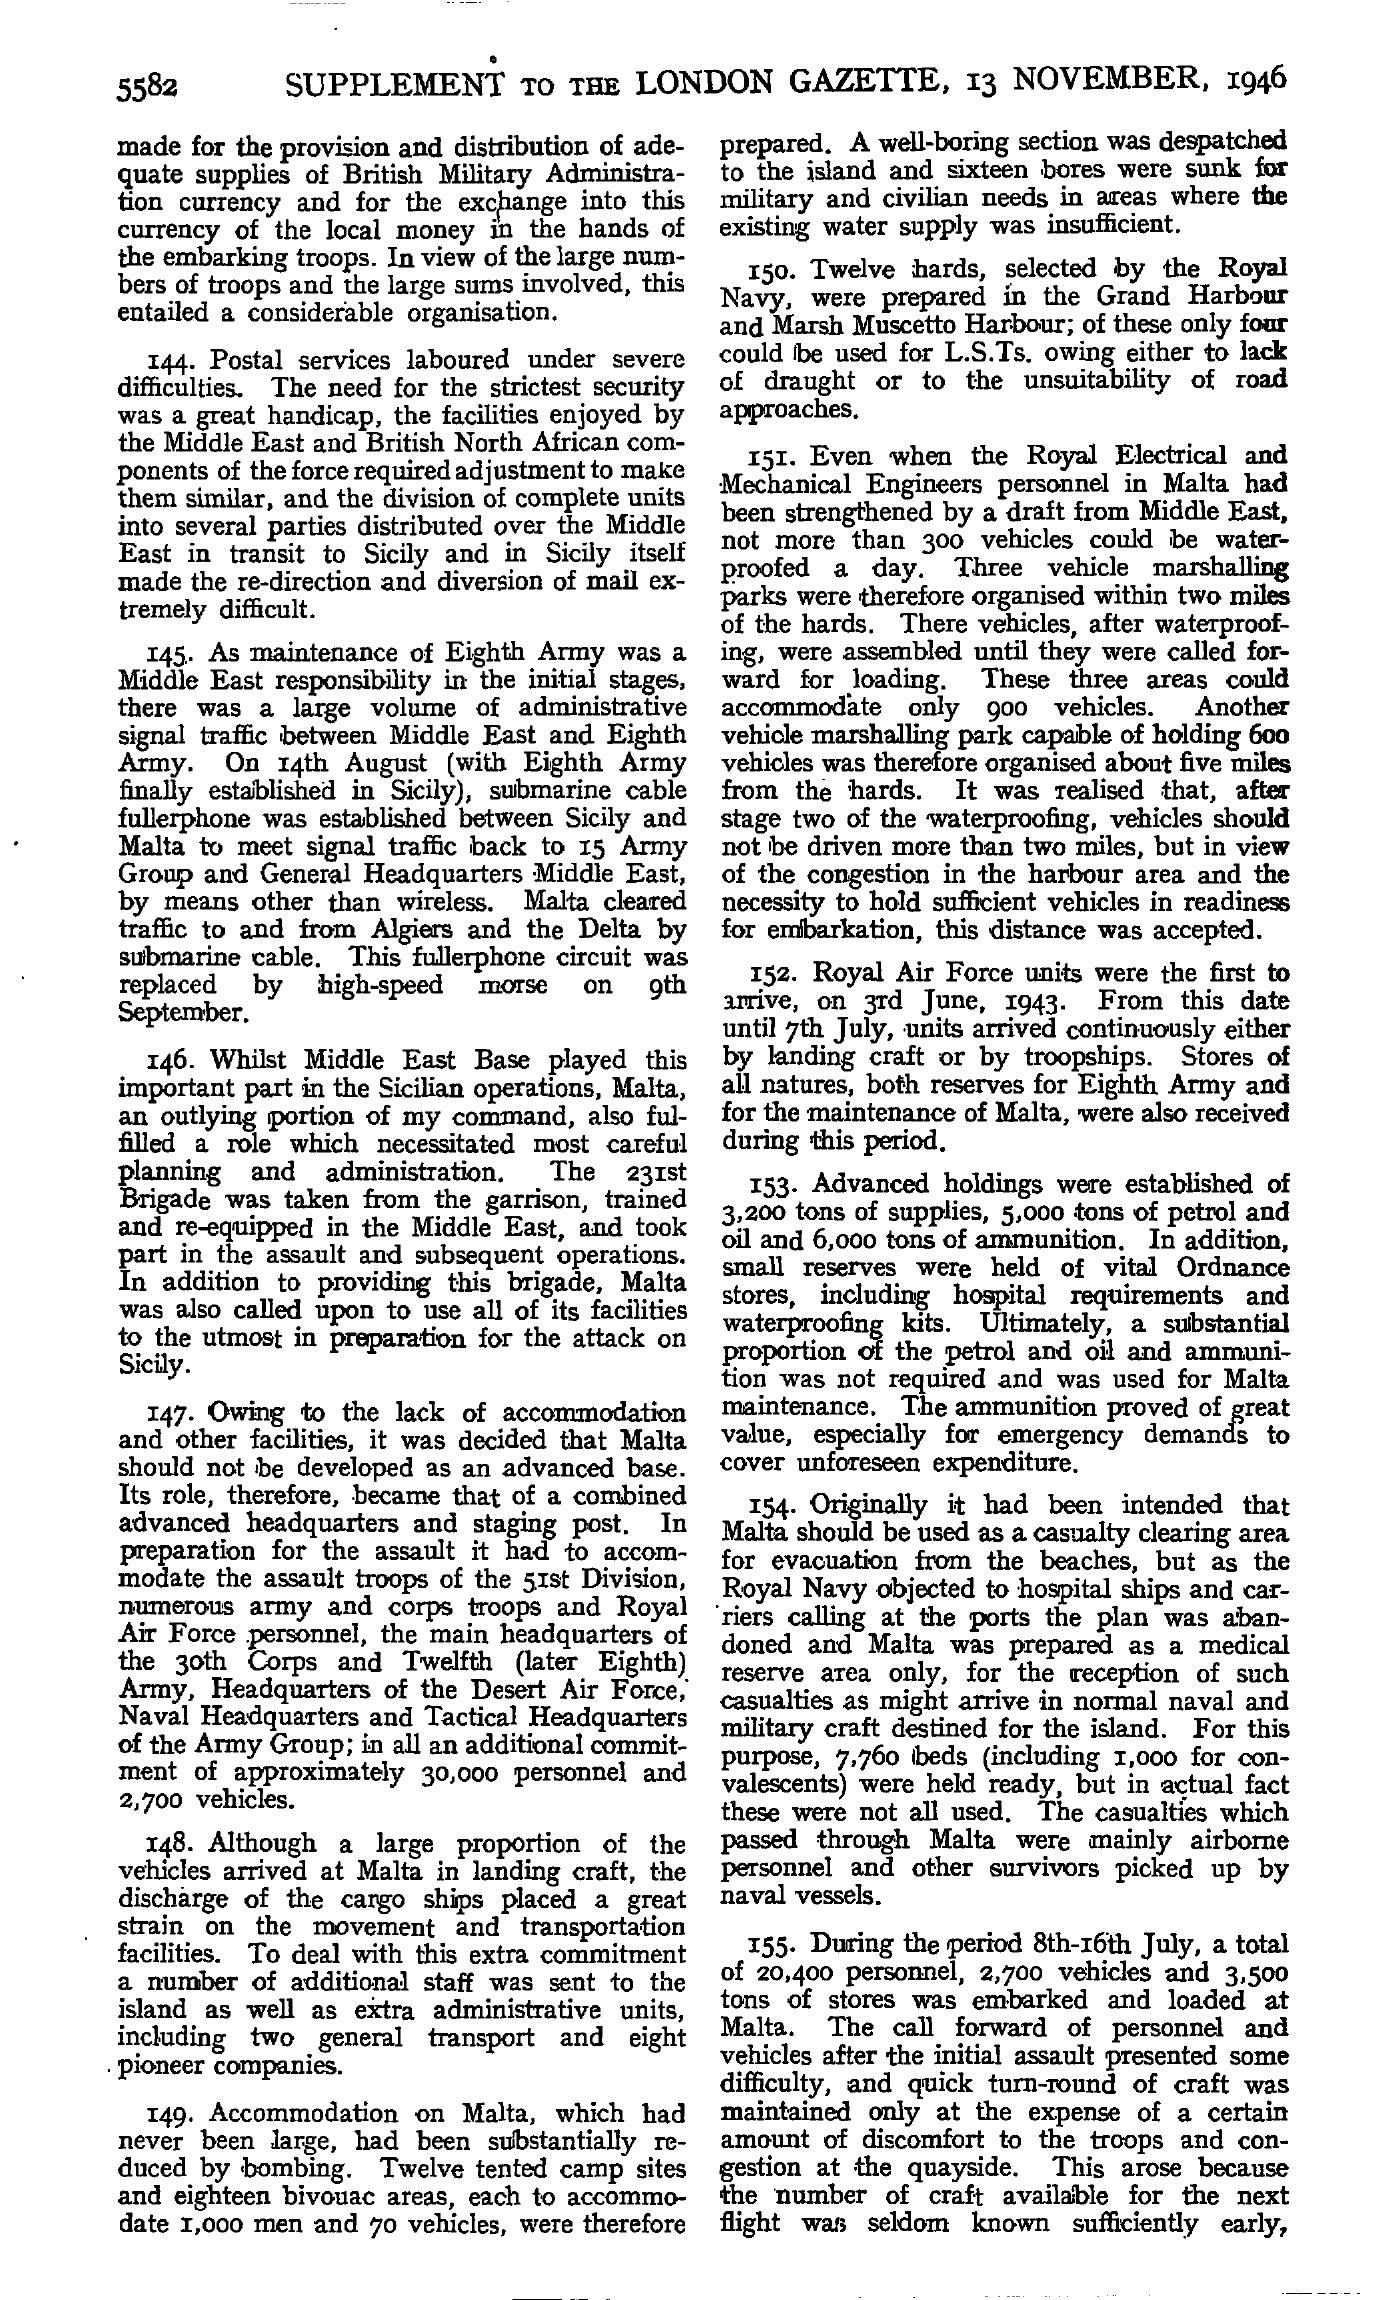 5582 SUPPLEMENT TO THE LONDON GAZETTE, 13 NOVEMBER, 1946
made for the provision and distribution of ade-
quate supplies of British Military Administra-
tion currency and for the exchange into this
currency of the local money in the hands of
the embarking troops. In view of the large num-
bers of troops and the large sums involved, this
entailed a considerable organisation.
144. Postal services laboured under severe
difficulties. The need for the strictest security
was a great handicap, the facilities enjoyed by
the Middle East and British North African com-
ponents of the force required adjustment to make
them similar, and the division of complete units
into several parties distributed over the Middle
East in transit to Sicily and in Sicily itself
made the re-direction and diversion of mail ex-
tremely difficult.
145. As maintenance of Eighth Army was a
Middle East responsibility in the initial stages,
there was a large volume of administrative
signal traffic between Middle East and Eighth
Army. On 14th August (with Eighth Army
finally established in Sicily), submarine cable
fullerphone was established between Sicily and
Malta to meet signal traffic back to 15 Army
Group and General Headquarters Middle East,
by means other than wireless. Malta cleared
traffic to and from Algiers and the Delta by
submarine cable. This fullerphone circuit was
replaced by high-speed morse on 9th
September.
146. Whilst Middle East Base played this
important part in the Sicilian operations, Malta,
an outlying portion of my command, also ful-
filled a role which necessitated most careful
planning and administration. The 231st
Brigade was taken from the garrison, trained
and re-equipped in the Middle East, and took
part in the assault and subsequent operations.
In addition to providing this brigade, Malta
was also called upon to use all of its facilities
to the utmost in preparation for the attack on
Sicily.
147. Owing to the lack of accommodation
and other facilities, it was decided that Malta
should not be developed as an advanced base.
Its role, therefore, became that of a combined
advanced headquarters and staging post. In
preparation for the assault it had to accom-
modate the assault troops of the 51st Division,
numerous army and corps troops and Royal
Air Force personnel, the main headquarters of
the 30th Corps and Twelfth (later Eighth)
Army, Headquarters of the Desert Air Force,
Naval Headquarters and Tactical Headquarters
of the Army Group; in all an additional commit-
ment of approximately 30,000 personnel and
2,700 vehicles.
148. Although a large proportion of the
vehicles arrived at Malta in landing craft, the
discharge of the cargo ships placed a great
strain on the movement and transportation
facilities. To deal with this extra commitment
a number of additional staff was sent to the
island as well as extra administrative units,
including two general transport and eight
pioneer companies.
149. Accommodation on Malta, which had
never been large, had been substantially re-
duced by bombing. Twelve tented camp sites
and eighteen bivouac areas, each to accommo-
date 1,000 men and 70 vehicles, were therefore
prepared. A well-boring section was despatched
to the island and sixteen bores were sunk for
military and civilian needs in areas where the
existing water supply was insufficient.
150. Twelve hards, selected by the Royal
Navy, were prepared in the Grand Harbour
and Marsh Muscetto Harbour; of these only four
could be used for L.S.Ts. owing either to lack
of draught or to the unsuitability of road
approaches.
151. Even when the Royal Electrical and
Mechanical Engineers personnel in Malta had
been strengthened by a draft from Middle East,
not more than 300 vehicles could be water-
proofed a day. Three vehicle marshalling
parks were therefore organised within two miles
of the hards. There vehicles, after waterproof-
ing, were assembled until they were called for-
ward for loading. These three areas could
accommodate only 900 vehicles. Another
vehicle marshalling park capable of holding 600
vehicles was therefore organised about five miles
from the hards. It was realised that, after
stage two of the waterproofing, vehicles should
not be driven more than two miles, but in view
of the congestion in the harbour area and the
necessity to hold sufficient vehicles in readiness
for embarkation, this distance was accepted.
152. Royal Air Force units were the first to
arrive, on 3rd June, 1943. From this date
until 7th July, units arrived continuously either
by landing craft or by troopships. Stores of
all natures, both reserves for Eighth Army and
for the maintenance of Malta, were also received
during this period.
153. Advanced holdings were established of
3,200 tons of supplies, 5,000 tons of petrol and
oil and 6,000 tons of ammunition. In addition,
small reserves were held of vital Ordnance
stores, including hospital requirements and
waterproofing kits. Ultimately, a substantial
proportion of the petrol and oil and ammuni-
tion was not required and was used for Malta
maintenance. The ammunition proved of great
value, especially for emergency demands to
cover unforeseen expenditure.
154. Originally it had been intended that
Malta should be used as a casualty clearing area
for evacuation from the beaches, but as the
Royal Navy objected to hospital ships and car-
riers calling at the ports the plan was aban-
doned and Malta was prepared as a medical
reserve area only, for the reception of such
casualties as might arrive in normal naval and
military craft destined for the island. For this
purpose, 7,760 beds (including 1,000 for con-
valescents) were held ready, but in actual fact
these were not all used. The casualties which
passed through Malta were mainly airborne
personnel and other survivors picked up by
naval vessels.
155. During the period 8th-16th July, a total
of 20,400 personnel, 2,700 vehicles and 3,500
tons of stores was embarked and loaded at
Malta. The call forward of personnel and
vehicles after the initial assault presented some
difficulty, and quick turn-round of craft was
maintained only at the expense of a certain
amount of discomfort to the troops and con-
gestion at the quayside. This arose because
the number of craft available for the next
flight was seldom known sufficiently early,